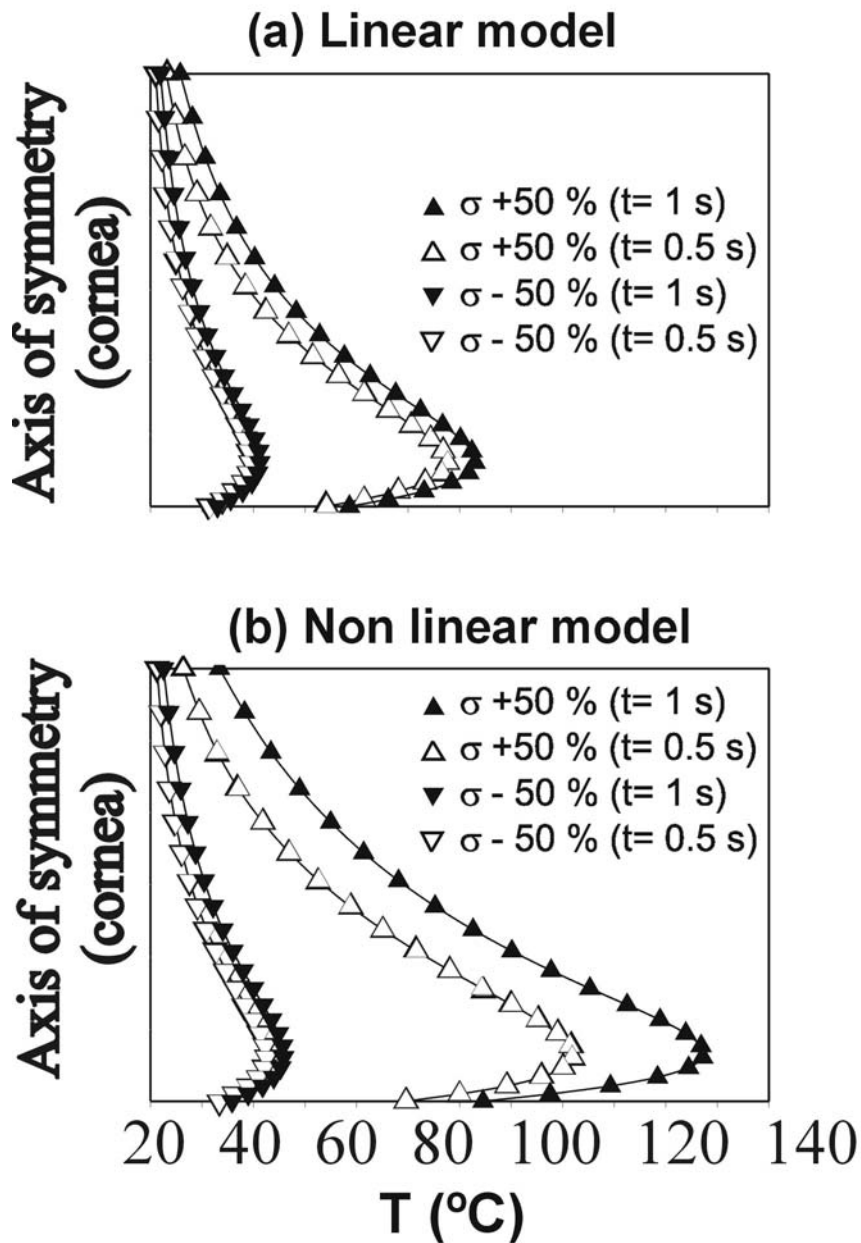 (a) Linear model
Axis of symmetry
(cornea)
▲ σ +50 % (t= 1 s)
△ σ +50 % (t= 0.5 s)
▼ σ - 50 % (t= 1 s)
▽ σ - 50 % (t= 0.5 s)
(b) Non linear model
Axis of symmetry
(cornea)
▲ σ +50 % (t= 1 s)
△ σ +50 % (t= 0.5 s)
▼ σ - 50 % (t= 1 s)
▽ σ - 50 % (t= 0.5 s)
20 40 60 80 100 120 140
T (ºC)